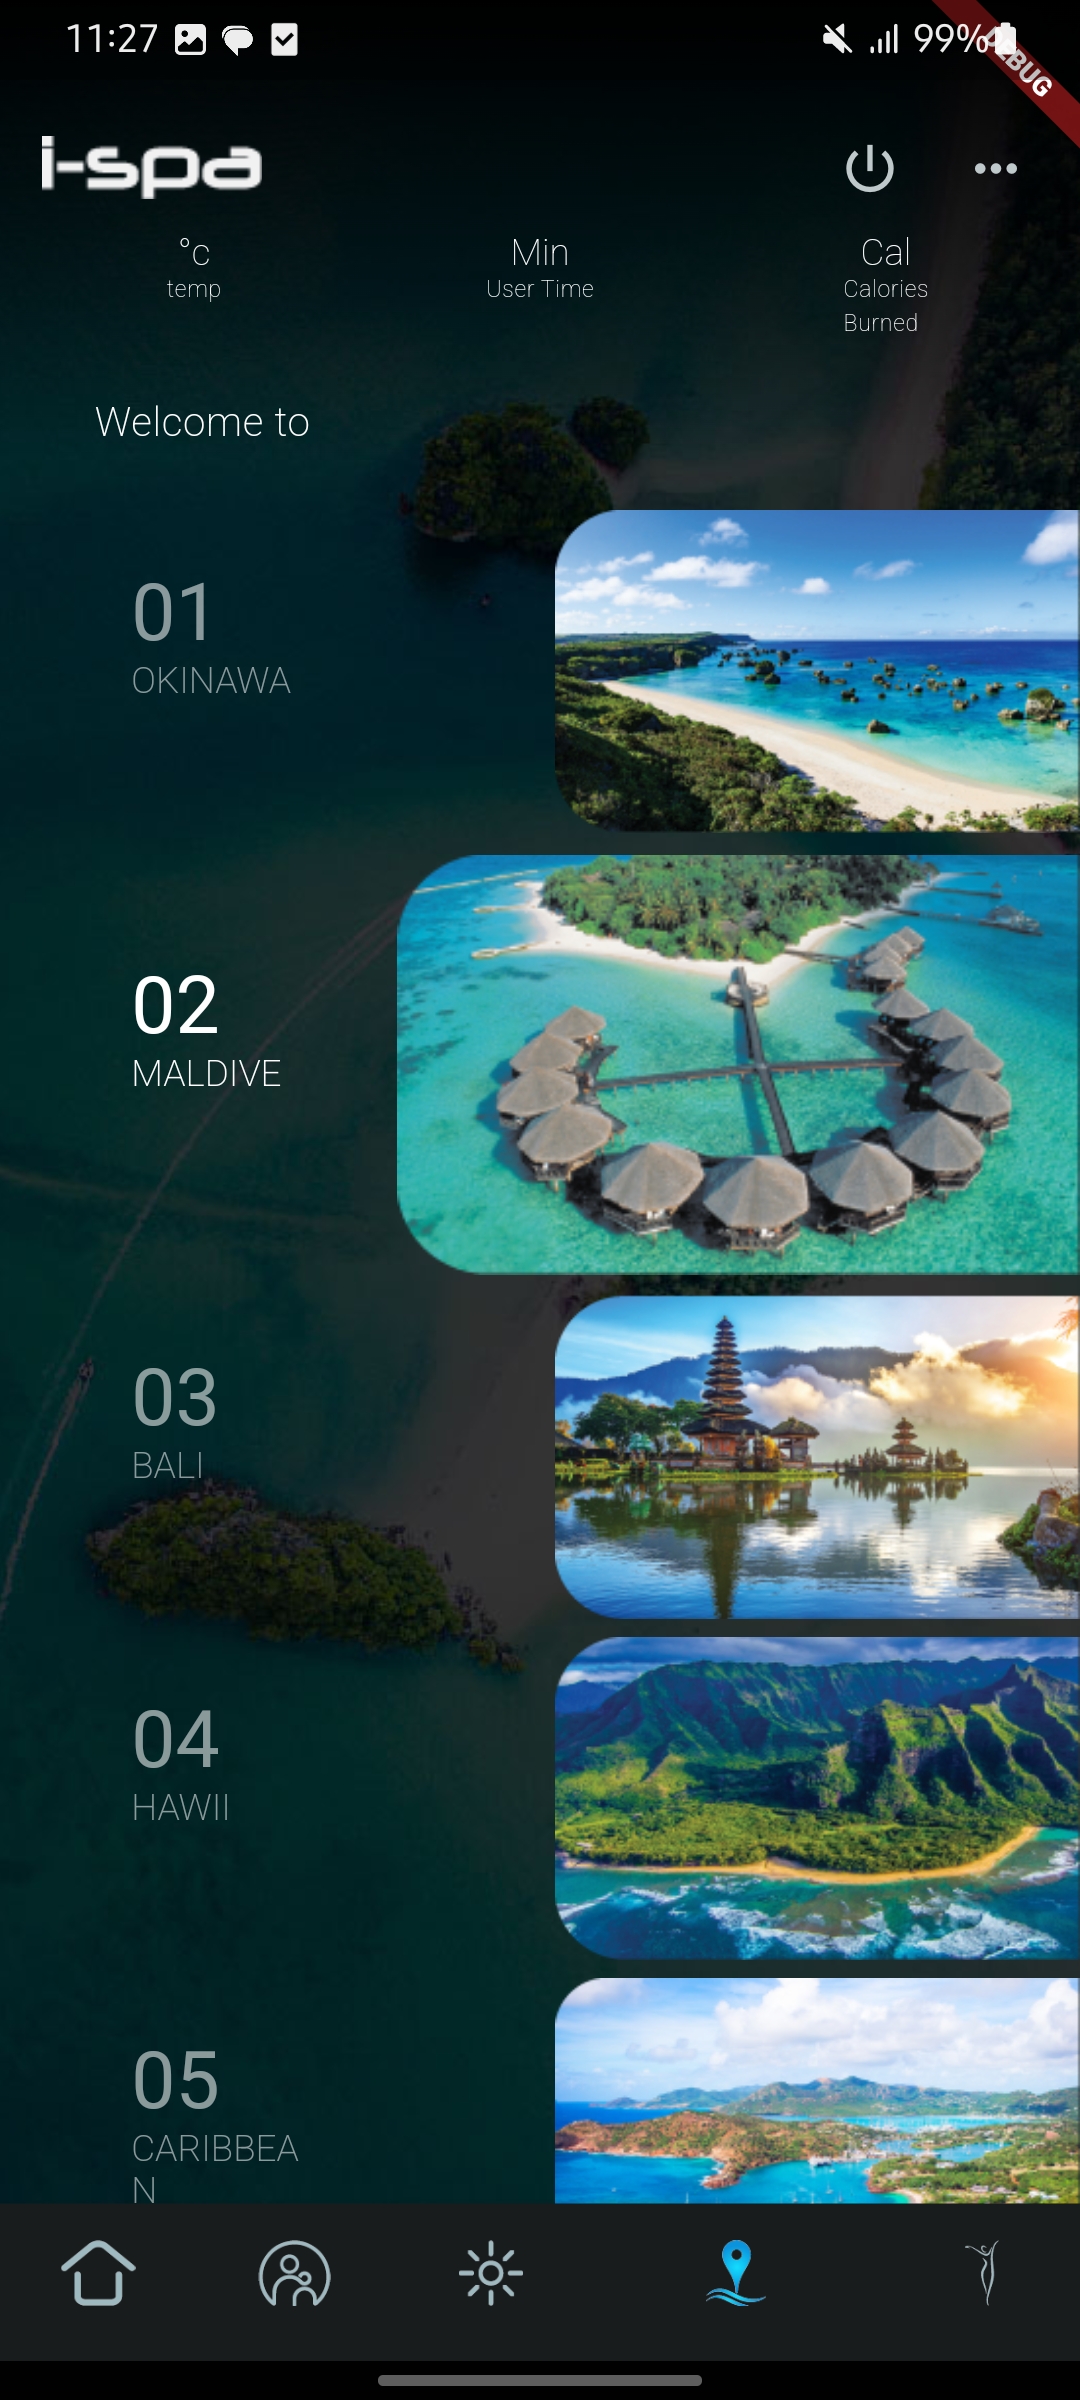 11:27
99%
DEBUG
i-spa
°c
temp
Min
User Time
Cal
Calories
Burned
Welcome to
01
OKINAWA
02
MALDIVE
03
BALI
04
HAWII
05
CARIBBEA
N